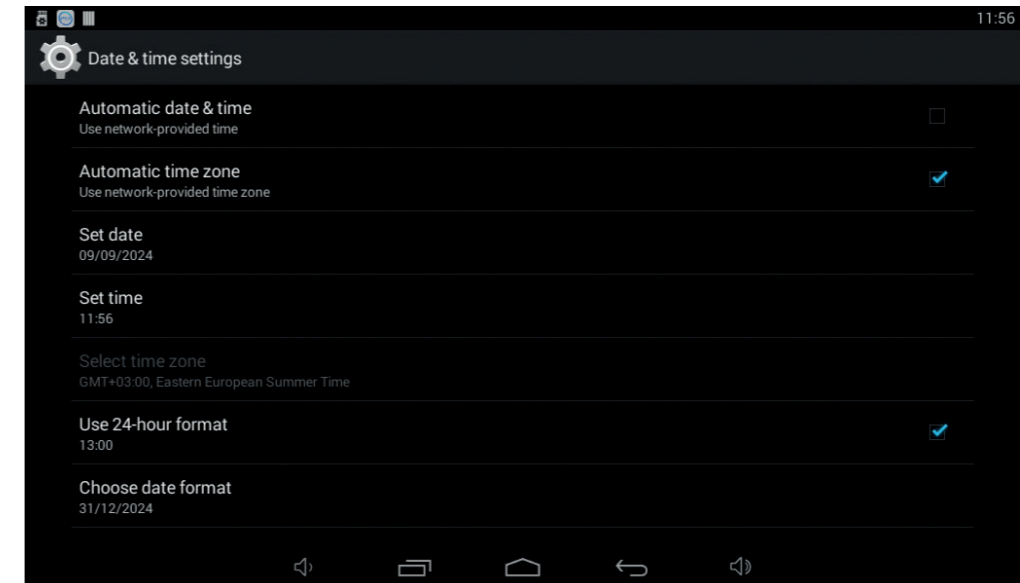 11:56
Date & time settings
Automatic date & time
Use network-provided time
Automatic time zone
Use network-provided time zone
Set date
09/09/2024
Set time
11:56
Select time zone
GMT+03:00, Eastern European Summer Time
Use 24-hour format
13:00
Choose date format
31/12/2024